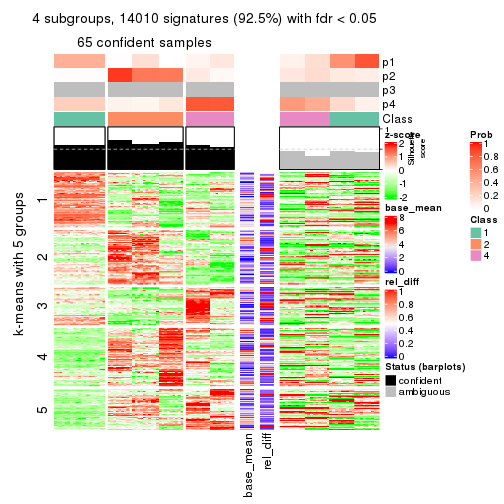 4 subgroups, 14010 signatures (92.5%) with fdr < 0.05
65 confident samples
p1
p2
p3
p4
Class
1
0
Silhouette
score
k-means with 5 groups
1
2
3
4
5
base_mean
rel_diff
z-score
2
1
0
-1
-2
base_mean
8
6
4
2
0
rel_diff
1
0.8
0.6
0.4
0.2
0
Status (barplots)
confident
ambiguous
Prob
1
0.8
0.6
0.4
0.2
0
Class
1
2
4